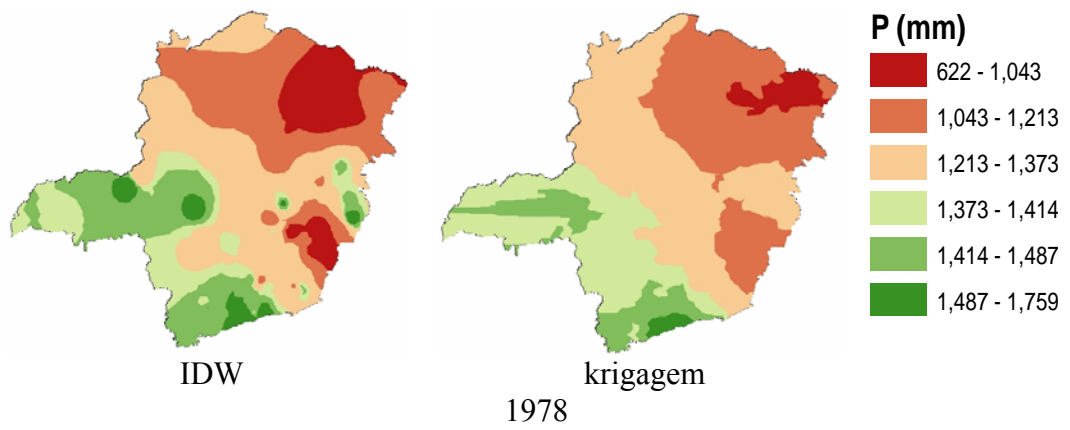 P (mm)
622 - 1,043
1,043 - 1,213
1,213 - 1,373
1,373 - 1,414
1,414 - 1,487
1,487 - 1,759
IDW
krigagem
1978